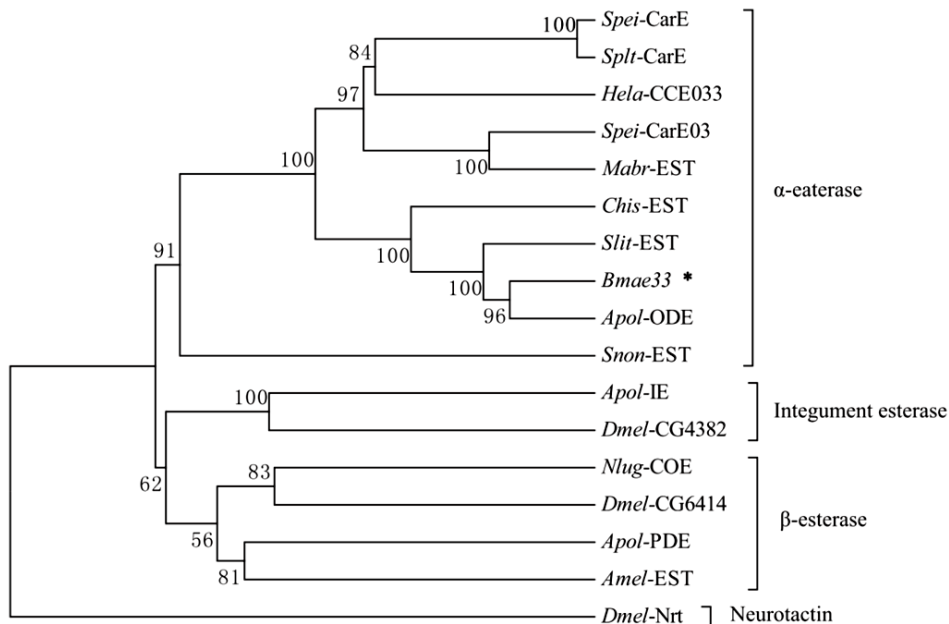 100 Spei-CarE
Splt-CarE
84
Hela-CCE033
97
Spei-CarE03
100
Mabr-EST
100
α-eaterase
Chis-EST
Slit-EST
100
91
Bmae33 *
100
Apol-ODE
96
Snon-EST
Apol-IE
100
Integument esterase
Dmel-CG4382
Nlug-COE
83
62
Dmel-CG6414
β-esterase
Apol-PDE
56
Amel-EST
81
Dmel-Nrt
Neurotactin